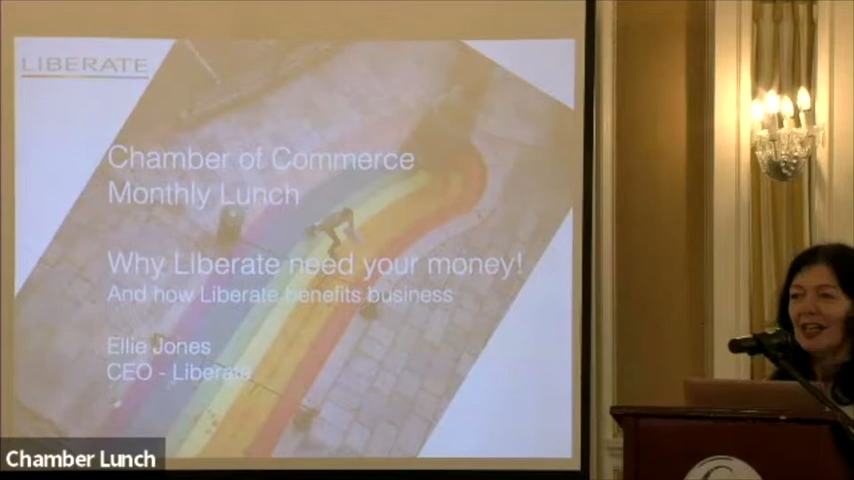 LIBERATE
Chamber of Commerce
Monthly Lunch
Why Liberate need your money!
And how Liberate benefits business
Ellie Jones
CEO - Liberate
Chamber Lunch